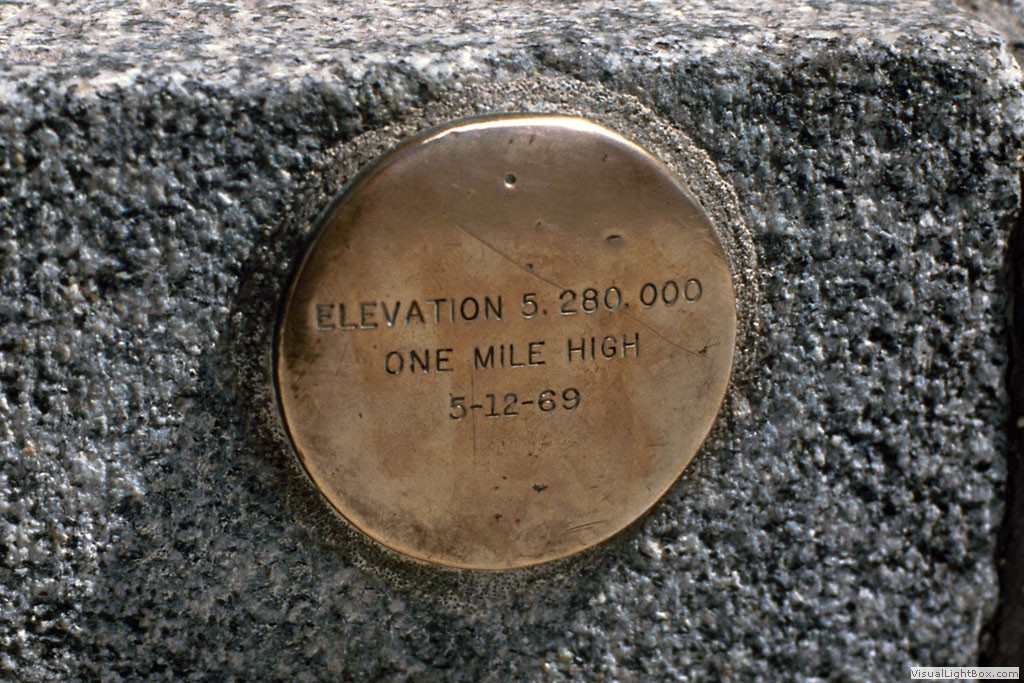 ELEVATION 5.280.000
ONE MILE HIGH
5-12-69
VisualLightBox.com